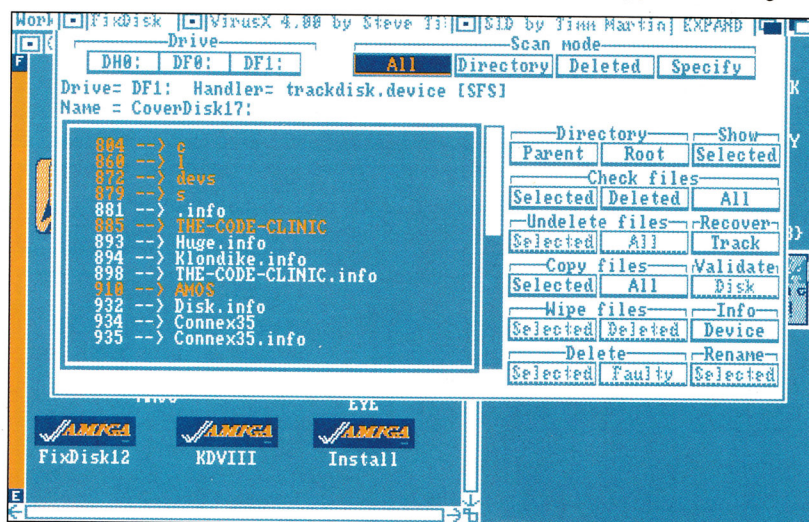 Work FixDisk VirusX 4.00 by Steve Ti SID by Timm Martin] EXPAND
Drive
Scan mode
DH0: DF0: DF1:
All Directory Deleted Specify
Drive= DF1: Handler= trackdisk.device [SFS]
Name = CoverDisk17:
F
804 --> c
860 --> l
872 --> devs
879 --> s
881 --> .info
885 --> THE-CODE-CLINIC
893 --> Huge.info
894 --> Klondike.info
898 --> THE-CODE-CLINIC.info
910 --> AMOS
932 --> Disk.info
934 --> Connex35
935 --> Connex35.info
Directory Show
Parent Root Selected
Check files
Selected Deleted All
Undelete files Recover
Selected All Track
Copy files Validate
Selected All Disk
Wipe files Info
Selected Deleted Device
Delete Rename
Selected Faulty Selected
K
Y
EYE
AMIGA AMIGA AMIGA
FixDisk12 KDVIII Install
E